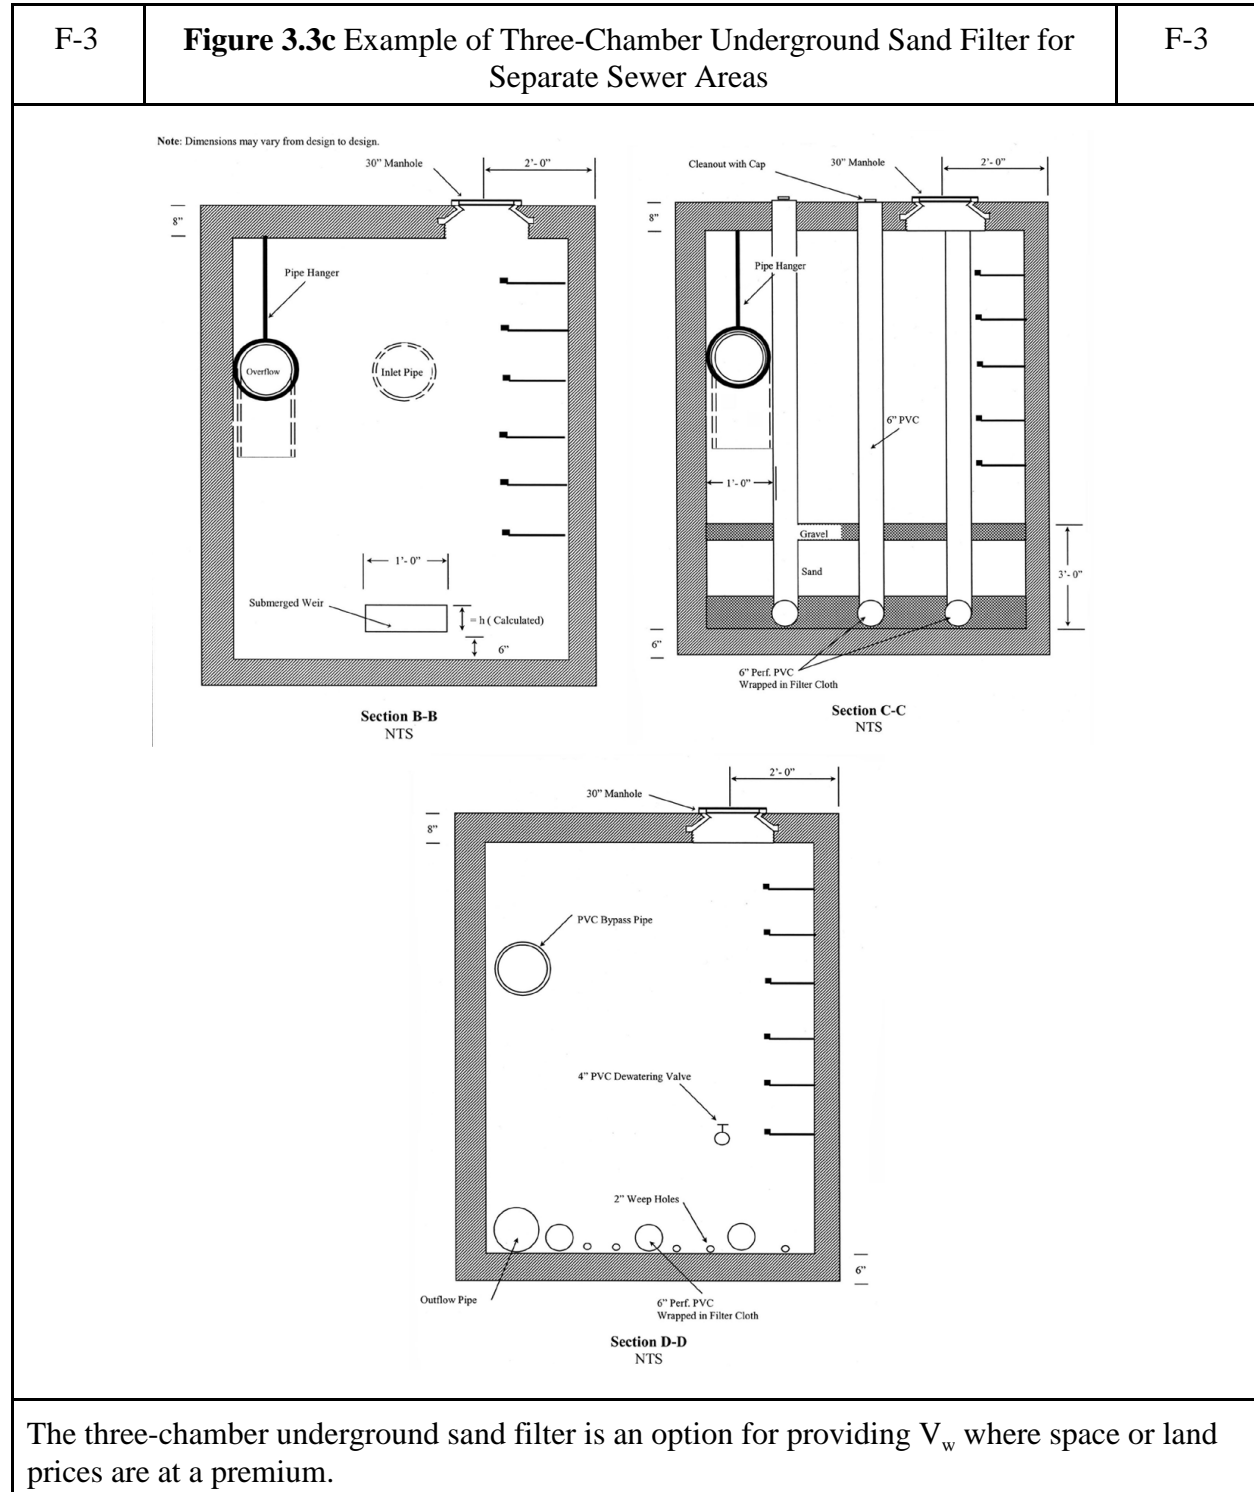 F-3
Figure 3.3c Example of Three-Chamber Underground Sand Filter for
Separate Sewer Areas
F-3
Note: Dimensions may vary from design to design.
30” Manhole
2’- 0”
8”
Pipe Hanger
Overflow
Inlet Pipe
1’- 0”
Submerged Weir
= h ( Calculated)
6”
Section B-B
NTS
Cleanout with Cap
30” Manhole
2’- 0”
8”
Pipe Hanger
6” PVC
1’- 0”
Gravel
Sand
3’- 0”
6”
6” Perf. PVC
Wrapped in Filter Cloth
Section C-C
NTS
2’- 0”
30” Manhole
8”
PVC Bypass Pipe
4” PVC Dewatering Valve
2” Weep Holes
6”
Outflow Pipe
6” Perf. PVC
Wrapped in Filter Cloth
Section D-D
NTS
The three-chamber underground sand filter is an option for providing Vw where space or land
prices are at a premium.